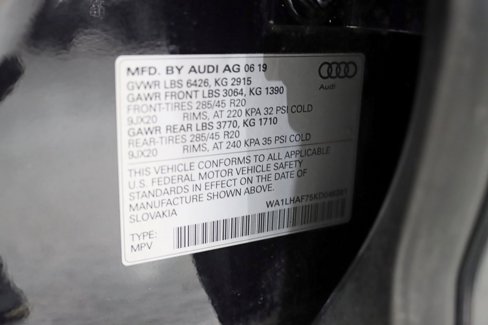 MFD. BY AUDI AG 06 19
GVWR LBS 6426, KG 2915
GAWR FRONT LBS 3064, KG 1390
FRONT-TIRES 285/45 R20
9JX20 RIMS, AT 220 KPA 32 PSI COLD
GAWR REAR LBS 3770, KG 1710
REAR-TIRES 285/45 R20
9JX20 RIMS, AT 240 KPA 35 PSI COLD
Audi
THIS VEHICLE CONFORMS TO ALL APPLICABLE
U.S. FEDERAL MOTOR VEHICLE SAFETY
STANDARDS IN EFFECT ON THE DATE OF
MANUFACTURE SHOWN ABOVE.
SLOVAKIA
TYPE:
MPV